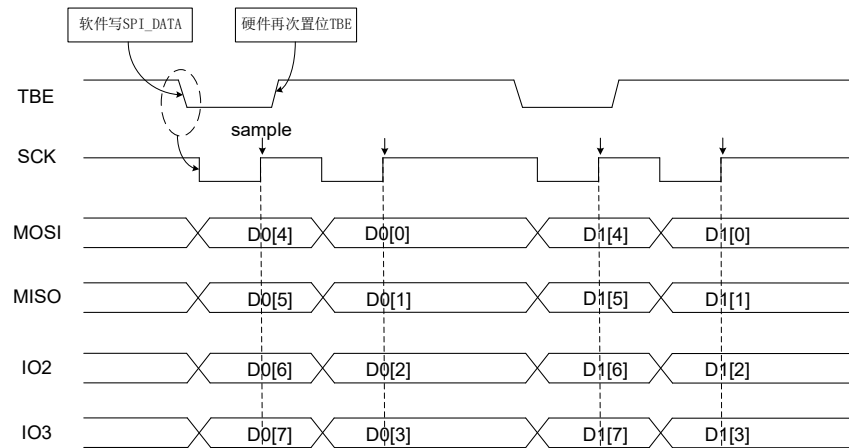 软件写SPI_DATA
硬件再次置位TBE
TBE
sample
SCK
MOSI D0[4] D0[0] D1[4] D1[0]
MISO D0[5] D0[1] D1[5] D1[1]
IO2 D0[6] D0[2] D1[6] D1[2]
IO3 D0[7] D0[3] D1[7] D1[3]